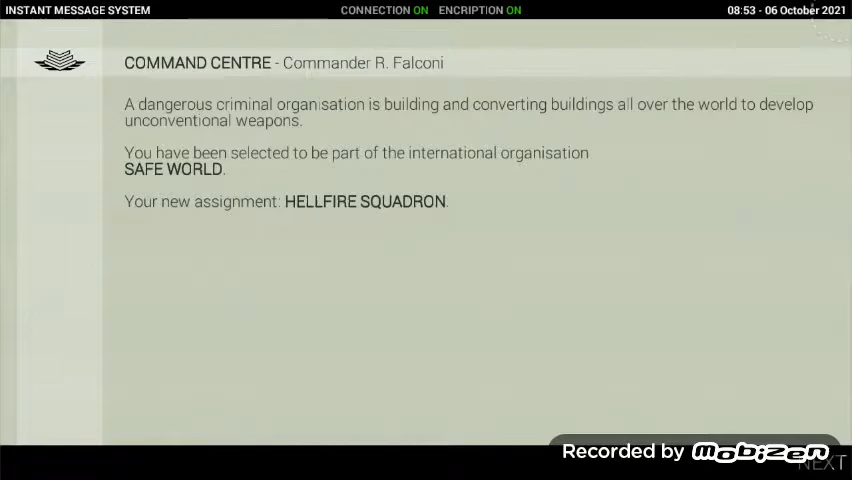 INSTANT MESSAGE SYSTEM CONNECTION ON ENCRIPTION ON 08:53 - 06 October 2021
COMMAND CENTRE - Commander R. Falconi
A dangerous criminal organisation is building and converting buildings all over the world to develop
unconventional weapons.
You have been selected to be part of the international organisation
SAFE WORLD.
Your new assignment: HELLFIRE SQUADRON.
Recorded by Mobizen
NEXT